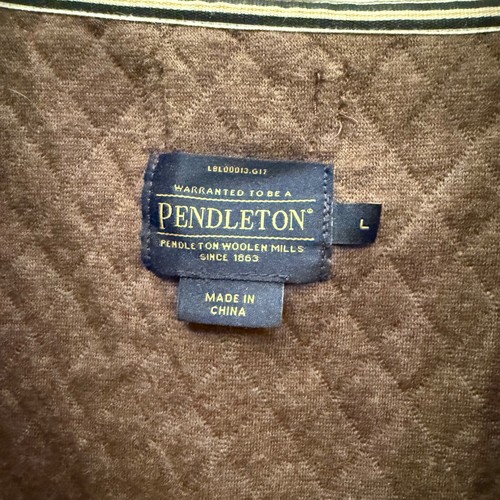 LBL00013.G17
WARRANTED TO BE A
PENDLETON®
PENDLETON WOOLEN MILLS
SINCE 1863
L
MADE IN
CHINA